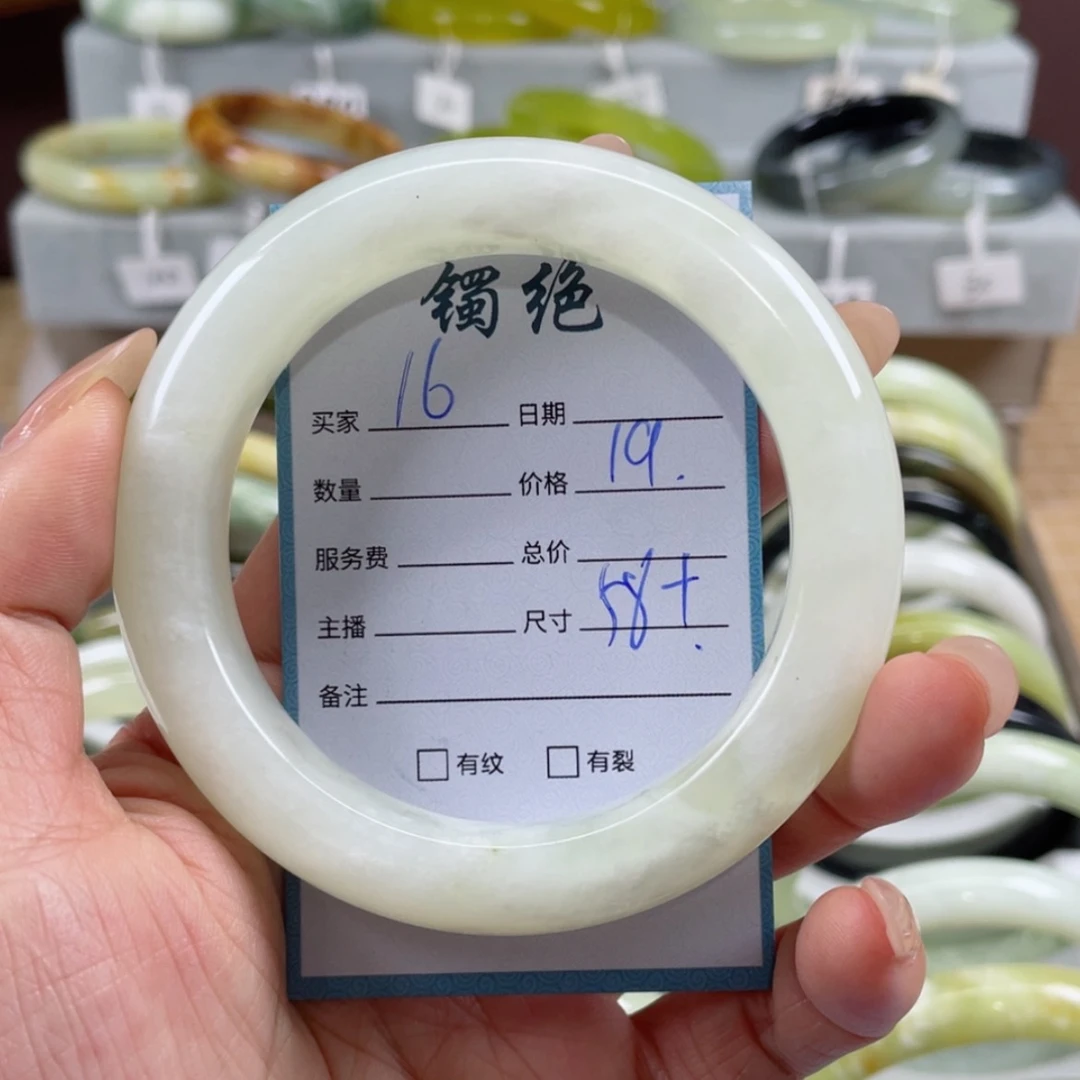 镯绝
买家 16 日期
数量 价格 19.
服务费 总价
主播 尺寸 58+.
备注
□有纹 □有裂